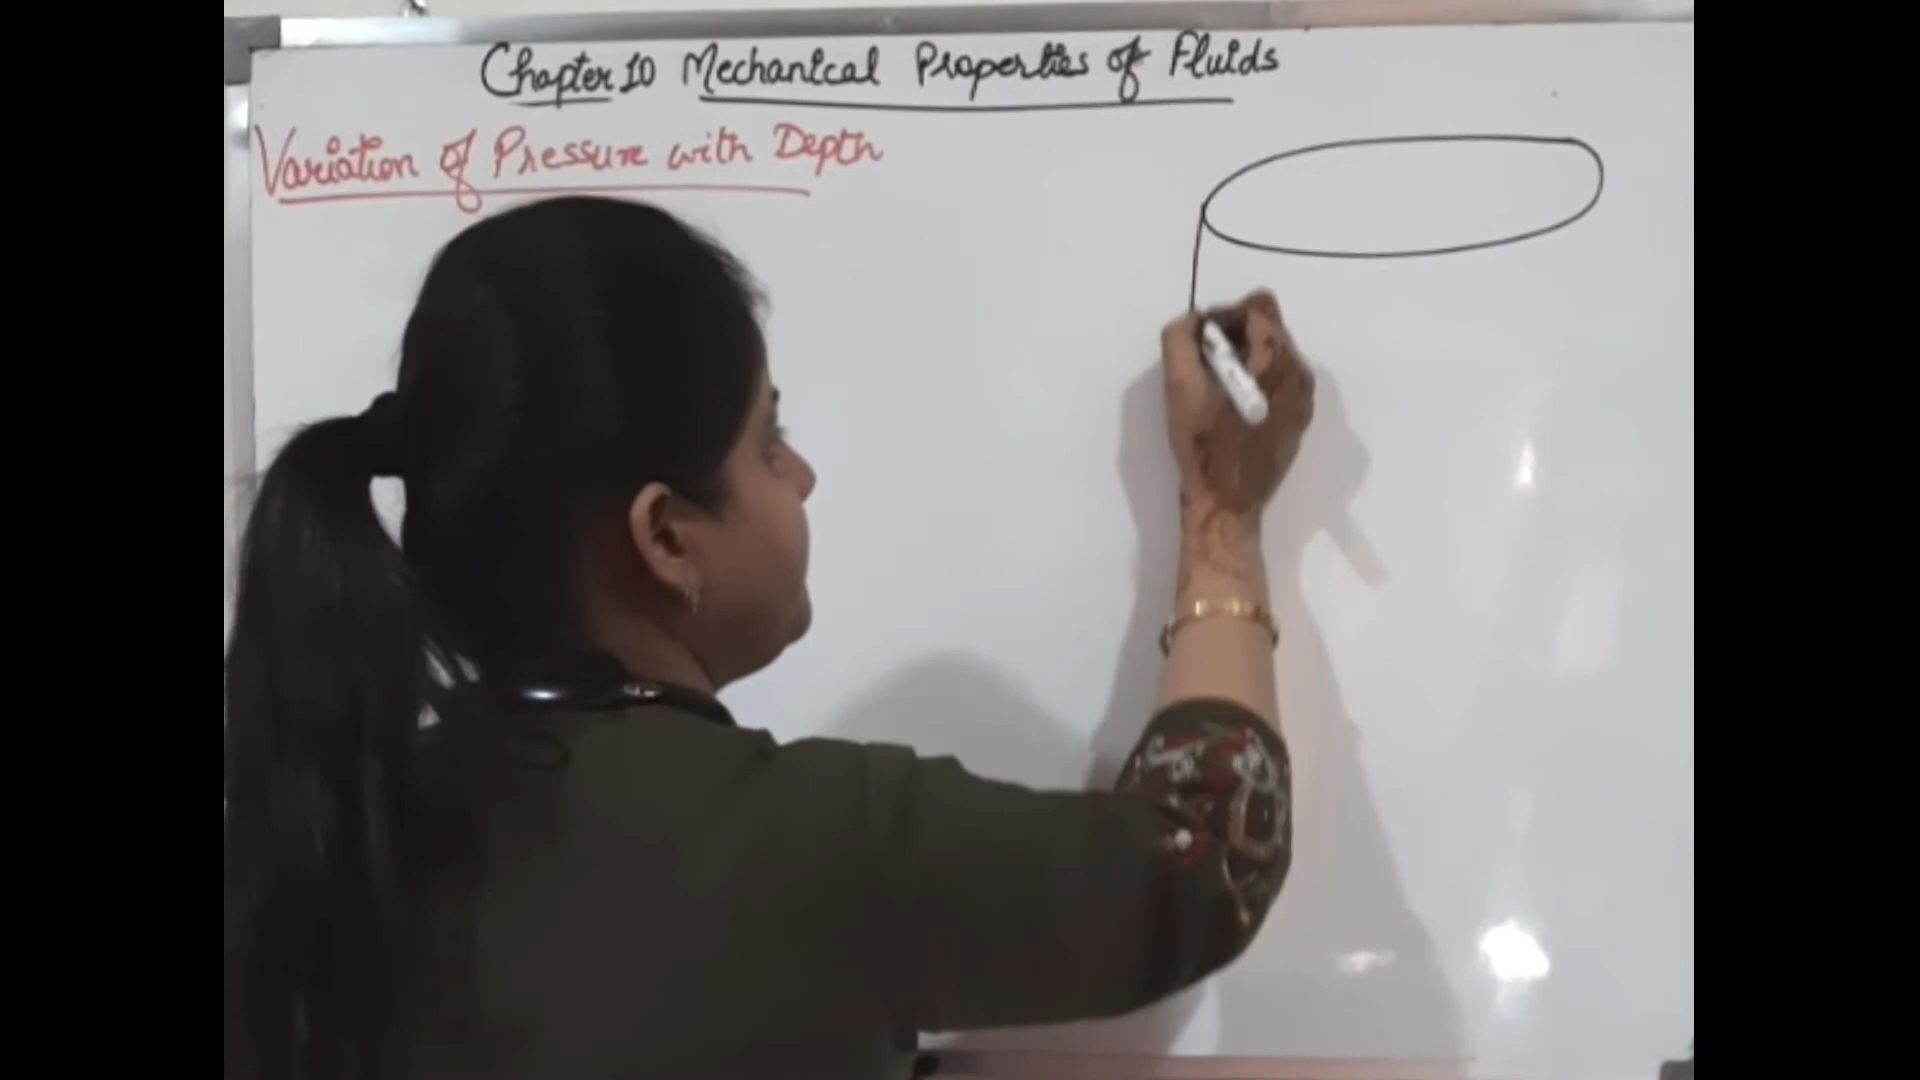 Chapter 10 Mechanical Properties of Fluids
Variation of Pressure with Depth